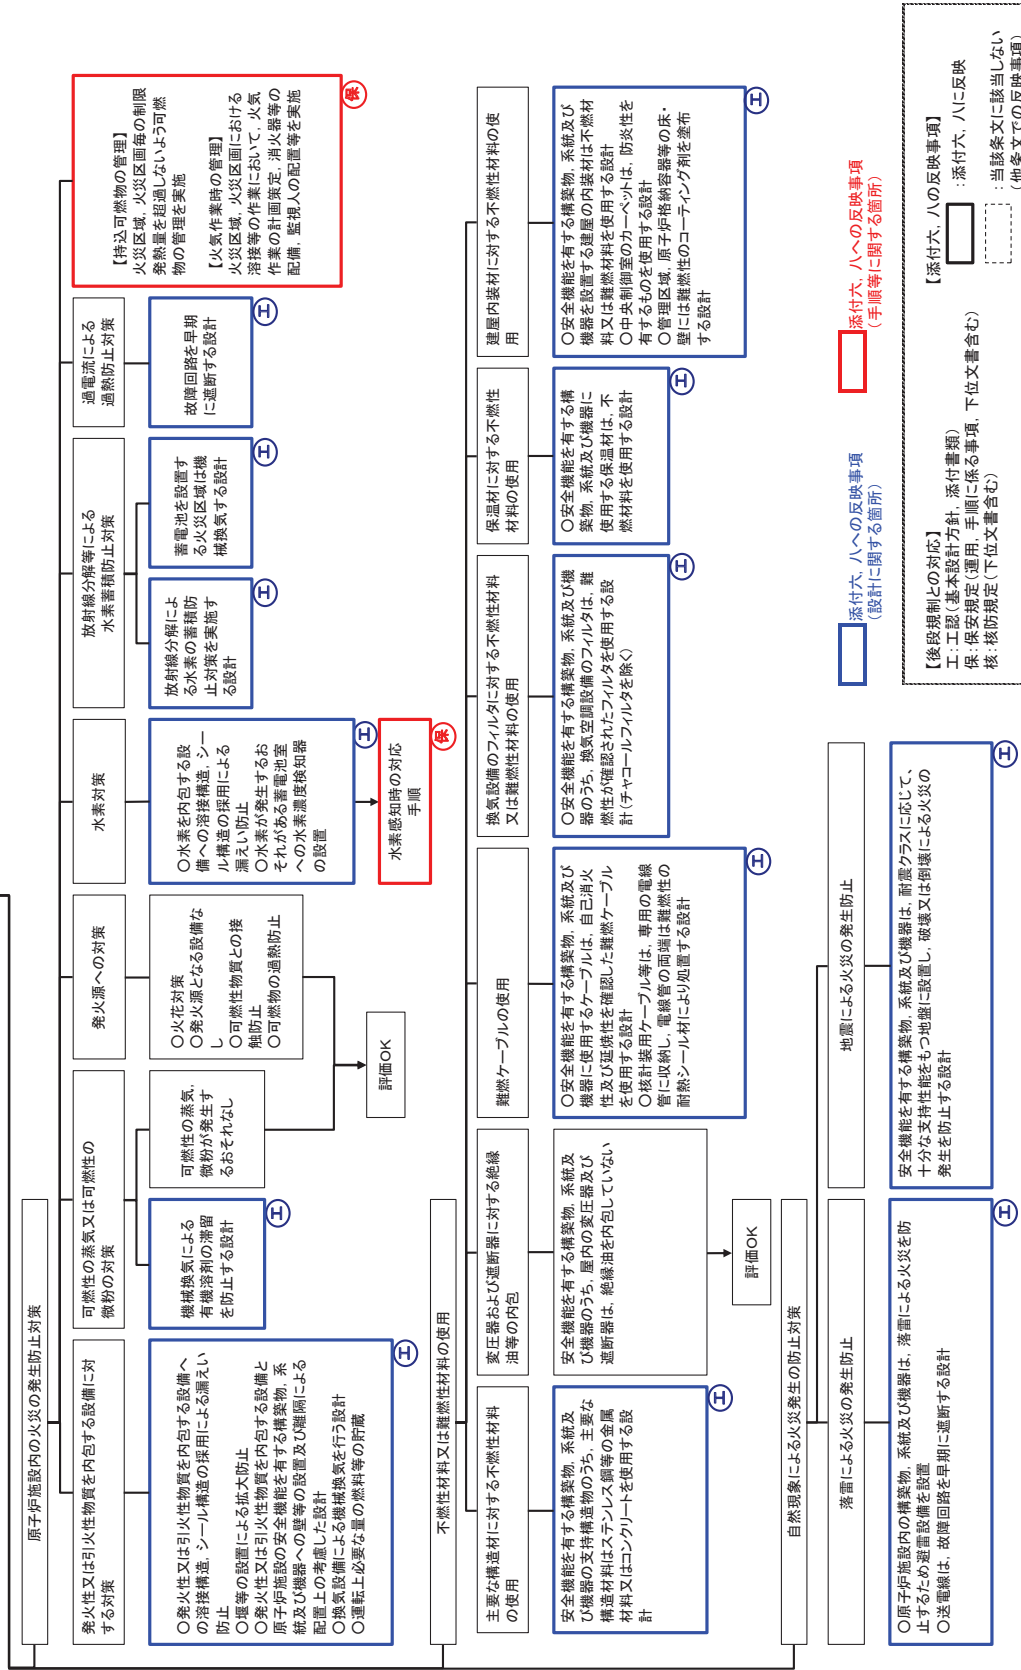 原子炉施設内の火災の発生防止対策
発火性又は引火性物質を内包する設備に対
する対策
○発火性又は引火性物質を内包する設備へ
の溶接構造，シール構造の採用による漏えい
防止
○堰等の設置による拡大防止
○発火性又は引火性物質を内包する設備と
原子炉施設の安全機能を有する構築物，系
統及び機器への壁等の設置及び離隔による
配置上の考慮した設計
○換気設備による機械換気を行う設計
○運転上必要な量の燃料等の貯蔵
工
可燃性の蒸気又は可燃性の
微粉の対策
機械換気による
有機溶剤の滞留
を防止する設計
工
可燃性の蒸気，
微粉が発生す
るおそれなし
発火源への対策
○火花対策
○発火源となる設備な
し
○可燃性物質との接
触防止
○可燃物の過熱防止
評価OK
水素対策
○水素を内包する設
備への溶接構造，シー
ル構造の採用による
漏えい防止
○水素が発生するお
それがある蓄電池室
への水素濃度検知器
の設置
工
水素感知時の対応
手順
保
放射線分解等による
水素蓄積防止対策
放射線分解によ
る水素の蓄積防
止対策を実施す
る設計
工
蓄電池を設置す
る火災区域は機
械換気する設計
工
過電流による
過熱防止対策
故障回路を早期
に遮断する設計
工
【持込可燃物の管理】
火災区域，火災区画毎の制限
発熱量を超過しないよう可燃
物の管理を実施
【火気作業時の管理】
火災区域，火災区画における
溶接等の作業において，火気
作業の計画策定，消火器等の
配備，監視人の配置等を実施
保
不燃性材料又は難燃性材料の使用
主要な構造材に対する不燃性材料
の使用
安全機能を有する構築物，系統及
び機器の支持構造物のうち，主要な
構造材料はステンレス鋼等の金属
材料又はコンクリートを使用する設
計
工
変圧器および遮断器に対する絶縁
油等の内包
安全機能を有する構築物，系統及
び機器のうち，屋内の変圧器及び
遮断器は，絶縁油を内包していない
評価OK
難燃ケーブルの使用
○安全機能を有する構築物，系統及び
機器に使用するケーブルは，自己消火
性及び延焼性を確認した難燃ケーブル
を使用する設計
○核計装用ケーブル等は，専用の電線
管に収納し，電線管の両端は難燃性の
耐熱シール材により処置する設計
工
換気設備のフィルタに対する不燃性材料
又は難燃性材料の使用
○安全機能を有する構築物，系統及び機
器のうち，換気空調設備のフィルタは，難
燃性が確認されたフィルタを使用する設
計（チャコールフィルタを除く）
工
保温材に対する不燃性
材料の使用
○安全機能を有する構
築物，系統及び機器に
使用する保温材は，不
燃材料を使用する設計
工
建屋内装材に対する不燃性材料の使
用
○安全機能を有する構築物，系統及び
機器を設置する建屋の内装材は不燃材
料又は難燃材料を使用する設計
○中央制御室のカーペットは，防炎性を
有するものを使用する設計
○管理区域，原子炉格納容器等の床・
壁には難燃性のコーティング剤を塗布
する設計
工
自然現象による火災発生の防止対策
落雷による火災の発生防止
○原子炉施設内の構築物，系統及び機器は，落雷による火災を防
止するため避雷設備を設置
○送電線は，故障回路を早期に遮断する設計
工
地震による火災の発生防止
安全機能を有する構築物，系統及び機器は，耐震クラスに応じて，
十分な支持性能をもつ地盤に設置し，破壊又は倒壊による火災の
発生を防止する設計
工
添付六，八への反映事項
（設計に関する箇所）
添付六，八への反映事項
（手順等に関する箇所）
【後段規制との対応】
工：工認（基本設計方針，添付書類）
保：保安規定（運用，手順に係る事項，下位文書含む）
核：核防規定（下位文書含む）
【添付六，八の反映事項】
：添付六，八に反映
：当該条文に該当しない
（他条文での反映事項）